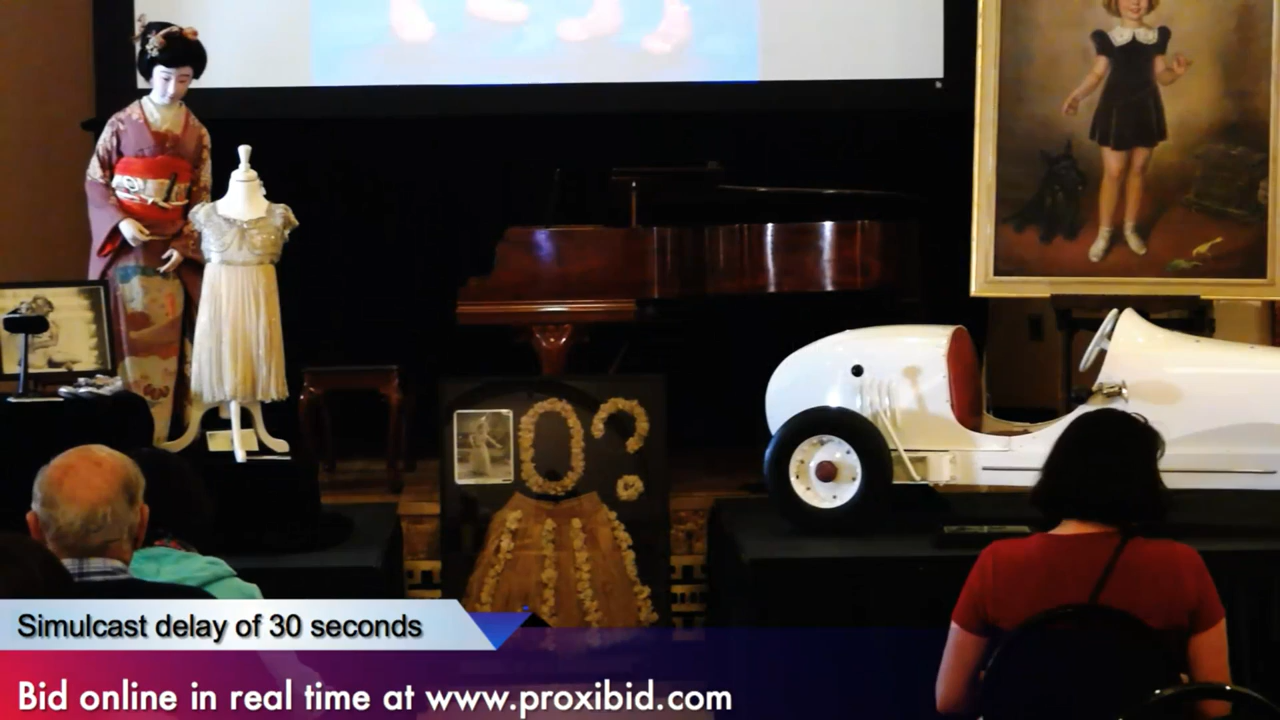 Simulcast delay of 30 seconds
Bid online in real time at www.proxibid.com